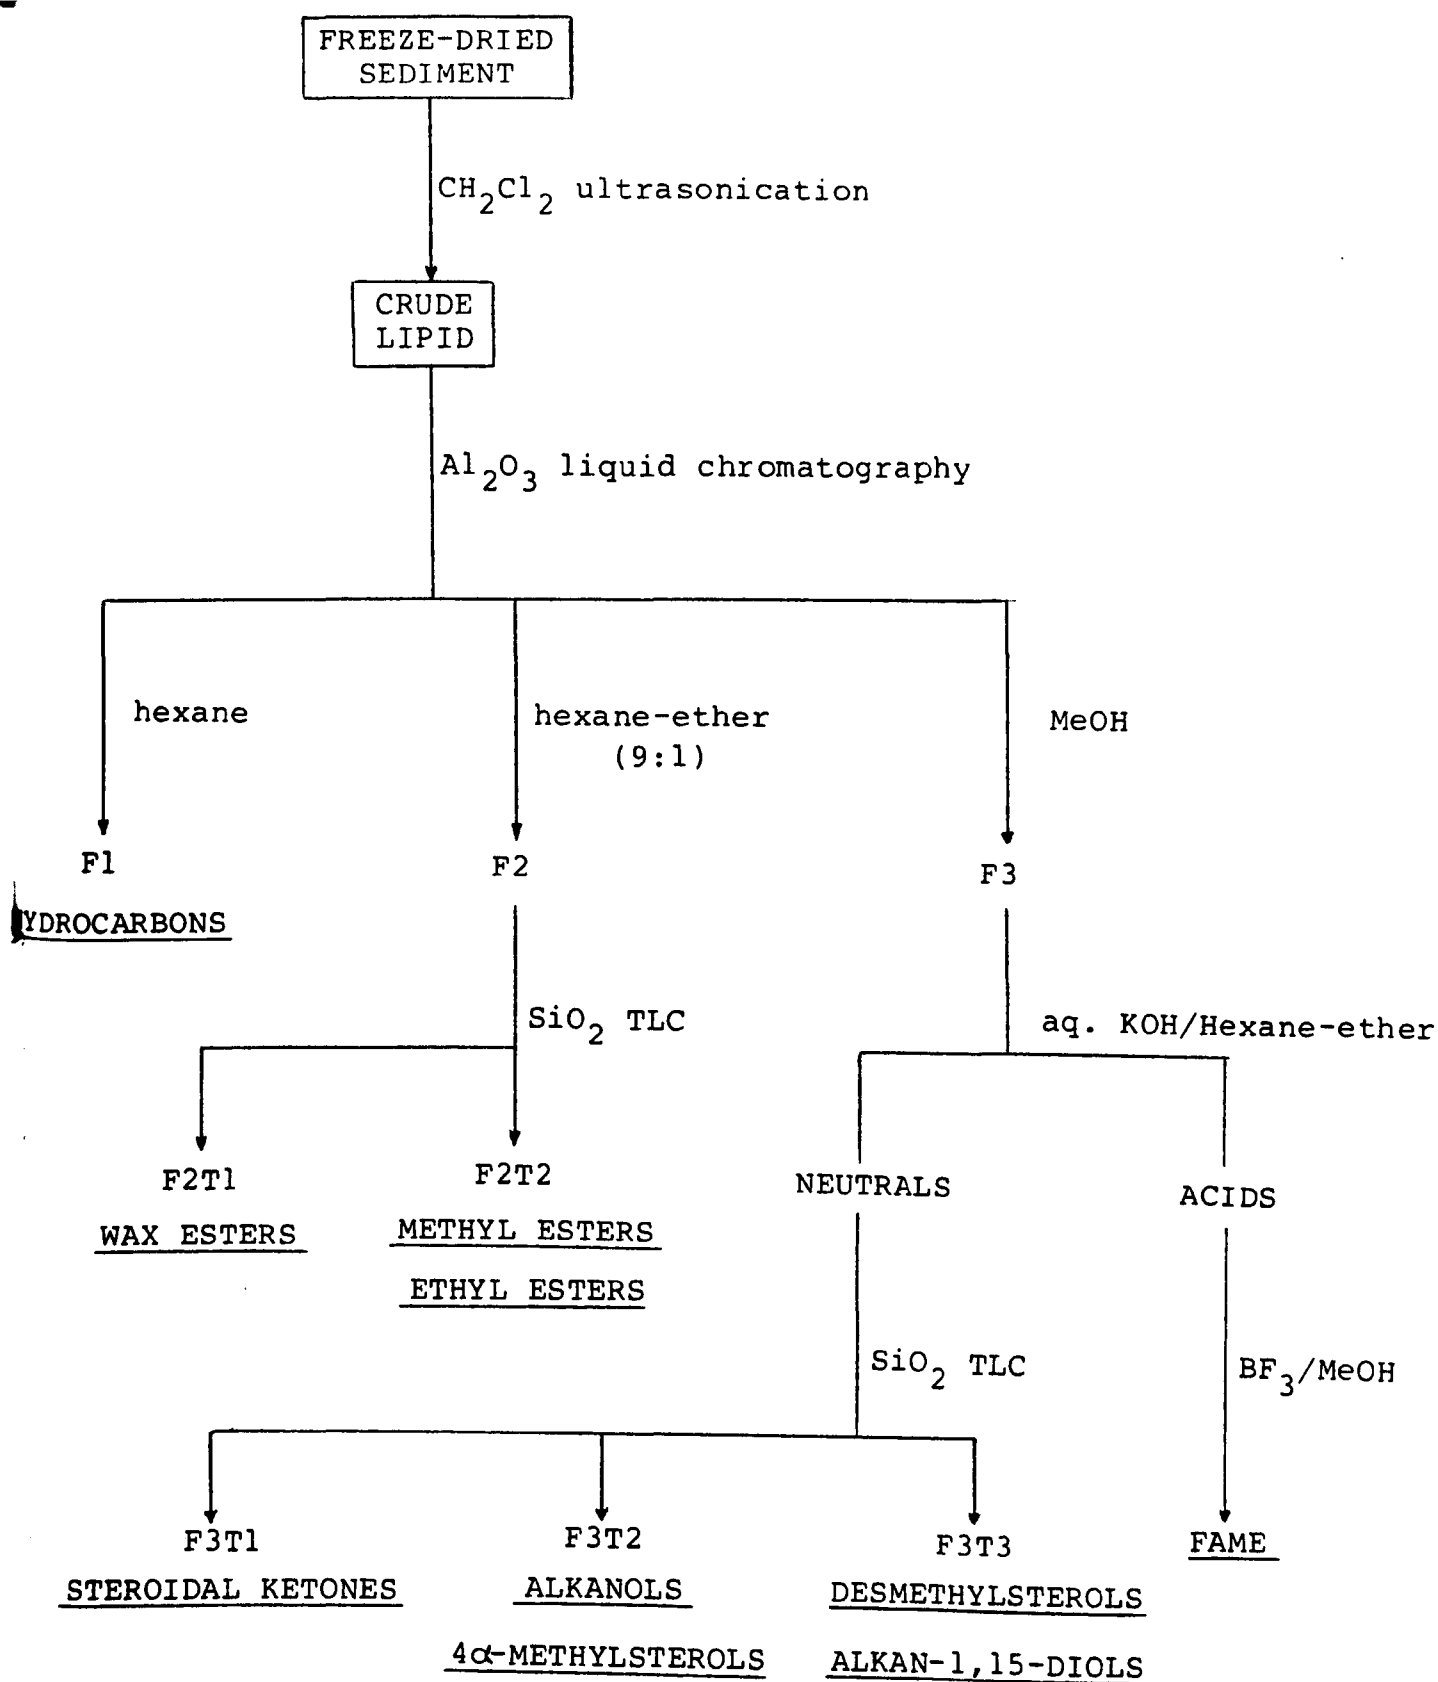 FREEZE-DRIED
SEDIMENT
CH₂Cl₂ ultrasonication
CRUDE
LIPID
Al₂O₃ liquid chromatography
hexane
hexane-ether
(9:1)
MeOH
F1
F2
F3
YDROCARBONS
SiO₂ TLC
aq. KOH/Hexane-ether
F2T1
F2T2
NEUTRALS
ACIDS
WAX ESTERS
METHYL ESTERS
ETHYL ESTERS
SiO₂ TLC
BF₃/MeOH
F3T1
F3T2
F3T3
FAME
STEROIDAL KETONES
ALKANOLS
DESMETHYLSTEROLS
4α-METHYLSTEROLS
ALKAN-1,15-DIOLS